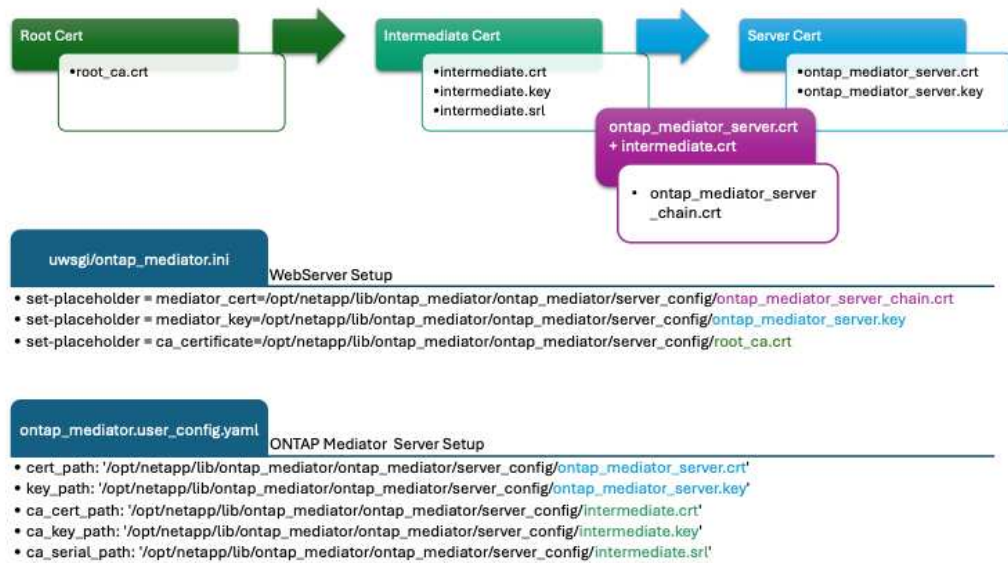 Root Cert
•root_ca.crt
Intermediate Cert
•intermediate.crt
•intermediate.key
•intermediate.srl
Server Cert
•ontap_mediator_server.crt
•ontap_mediator_server.key
ontap_mediator_server.crt
+ intermediate.crt
• ontap_mediator_server
_chain.crt
uwsgi/ontap_mediator.ini
WebServer Setup
• set-placeholder = mediator_cert=/opt/netapp/lib/ontap_mediator/ontap_mediator/server_config/ontap_mediator_server_chain.crt
• set-placeholder = mediator_key=/opt/netapp/lib/ontap_mediator/ontap_mediator/server_config/ontap_mediator_server.key
• set-placeholder = ca_certificate=/opt/netapp/lib/ontap_mediator/ontap_mediator/server_config/root_ca.crt
ontap_mediator.user_config.yaml
ONTAP Mediator Server Setup
• cert_path: '/opt/netapp/lib/ontap_mediator/ontap_mediator/server_config/ontap_mediator_server.crt'
• key_path: '/opt/netapp/lib/ontap_mediator/ontap_mediator/server_config/ontap_mediator_server.key'
• ca_cert_path: '/opt/netapp/lib/ontap_mediator/ontap_mediator/server_config/intermediate.crt'
• ca_key_path: '/opt/netapp/lib/ontap_mediator/ontap_mediator/server_config/intermediate.key'
• ca_serial_path: '/opt/netapp/lib/ontap_mediator/ontap_mediator/server_config/intermediate.srl'